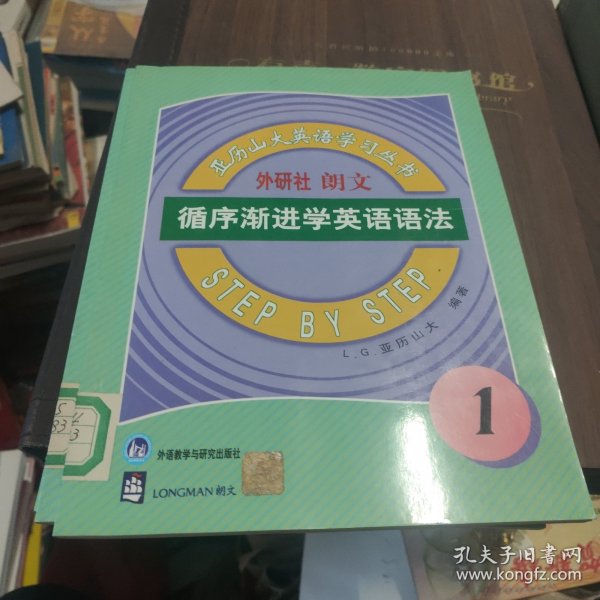 亚历山大英语学习丛书
外研社 朗文
循序渐进学英语语法
STEP BY STEP
L.G.亚历山大 编著
1
外语教学与研究出版社
LONGMAN 朗文
孔夫子旧书网
www.kongfz.com